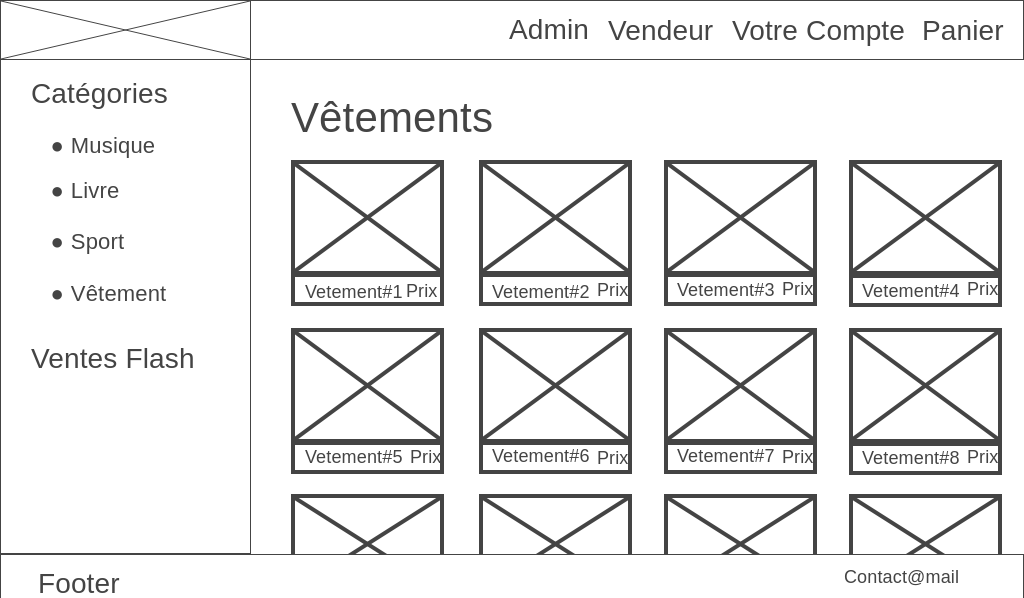 Admin Vendeur Votre Compte Panier
Catégories
● Musique
● Livre
● Sport
● Vêtement
Ventes Flash
Vêtements
Vetement#1 Prix Vetement#2 Prix Vetement#3 Prix Vetement#4 Prix
Vetement#5 Prix Vetement#6 Prix Vetement#7 Prix Vetement#8 Prix
Footer Contact@mail